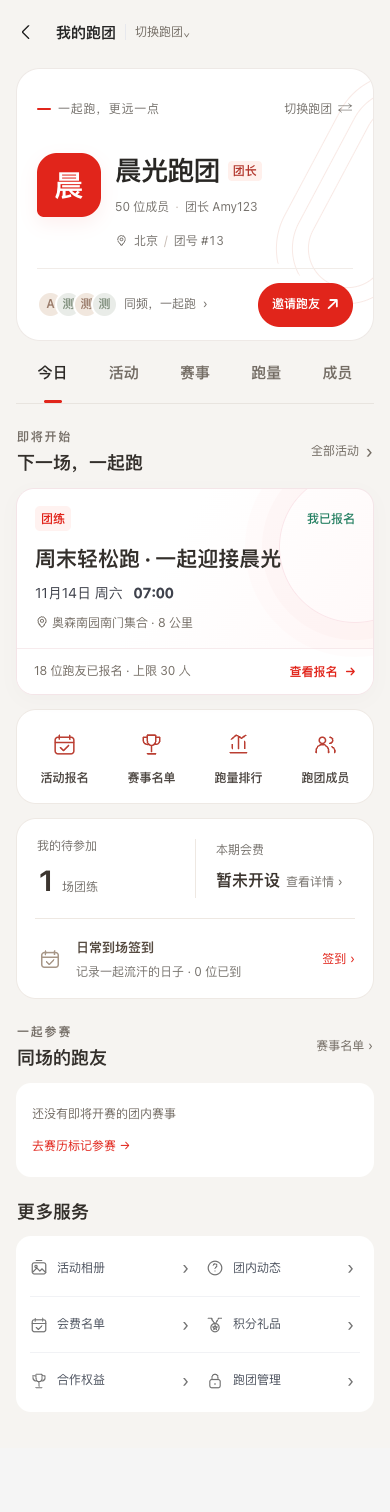 我的跑团 切换跑团
一起跑，更远一点 切换跑团
晨
晨光跑团 团长
50 位成员 · 团长 Amy123
北京 / 团号 #13
A 测 测 测 同频，一起跑 ›
邀请跑友
今日 活动 赛事 跑量 成员
即将开始
下一场，一起跑
全部活动 ›
团练 我已报名
周末轻松跑 · 一起迎接晨光
11月14日 周六 07:00
奥森南园南门集合 · 8 公里
18 位跑友已报名 · 上限 30 人 查看报名 →
活动报名 赛事名单 跑量排行 跑团成员
我的待参加
1 场团练
本期会费
暂未开设 查看详情 ›
日常到场签到
记录一起流汗的日子 · 0 位已到
签到 ›
一起参赛
同场的跑友
赛事名单 ›
还没有即将开赛的团内赛事
去赛历标记参赛 →
更多服务
活动相册 › 团内动态 ›
会费名单 › 积分礼品 ›
合作权益 › 跑团管理 ›